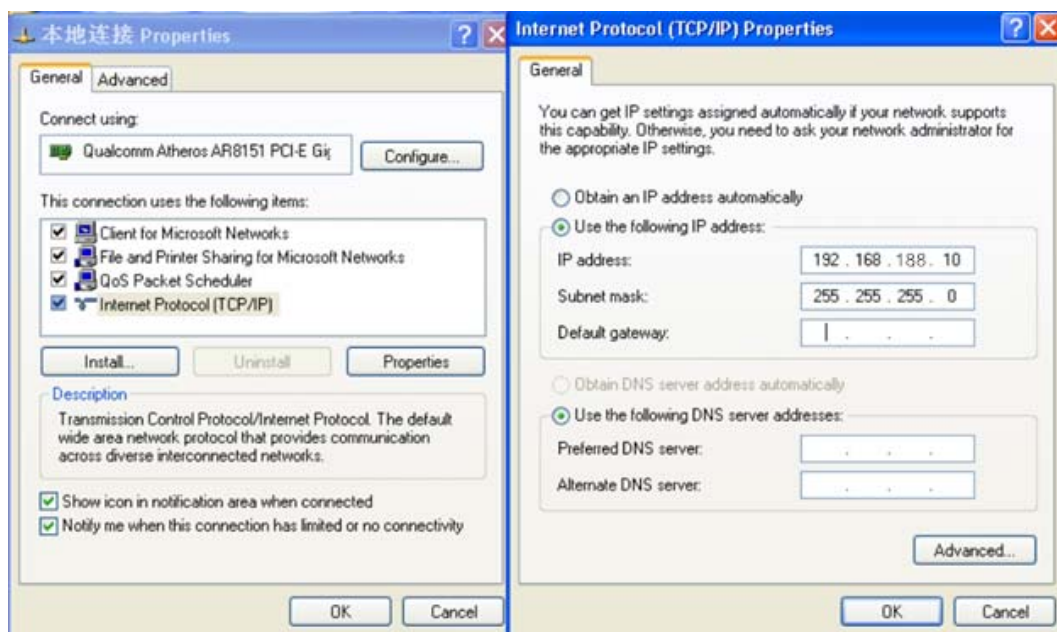 本地连接 Properties
General
Advanced
Connect using:
Qualcomm Atheros AR8151 PCI-E Gi
Configure...
This connection uses the following items:
Client for Microsoft Networks
File and Printer Sharing for Microsoft Networks
QoS Packet Scheduler
Internet Protocol (TCP/IP)
Install...
Uninstall
Properties
Description
Transmission Control Protocol/Internet Protocol. The default
wide area network protocol that provides communication
across diverse interconnected networks.
Show icon in notification area when connected
Notify me when this connection has limited or no connectivity
OK
Cancel
Internet Protocol (TCP/IP) Properties
General
You can get IP settings assigned automatically if your network supports
this capability. Otherwise, you need to ask your network administrator for
the appropriate IP settings.
Obtain an IP address automatically
Use the following IP address:
IP address:
192 . 168 . 188 . 10
Subnet mask:
255 . 255 . 255 . 0
Default gateway:
. . .
Obtain DNS server address automatically
Use the following DNS server addresses:
Preferred DNS server:
. . .
Alternate DNS server:
. . .
Advanced...
OK
Cancel